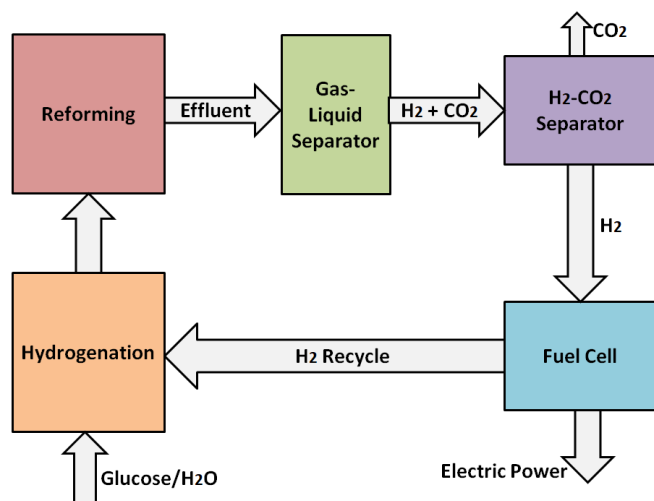 CO2
Gas-
Liquid
Separator
Reforming
Effluent
H2 + CO2
H2-CO2
Separator
H2
Hydrogenation
H2 Recycle
Fuel Cell
Glucose/H2O
Electric Power